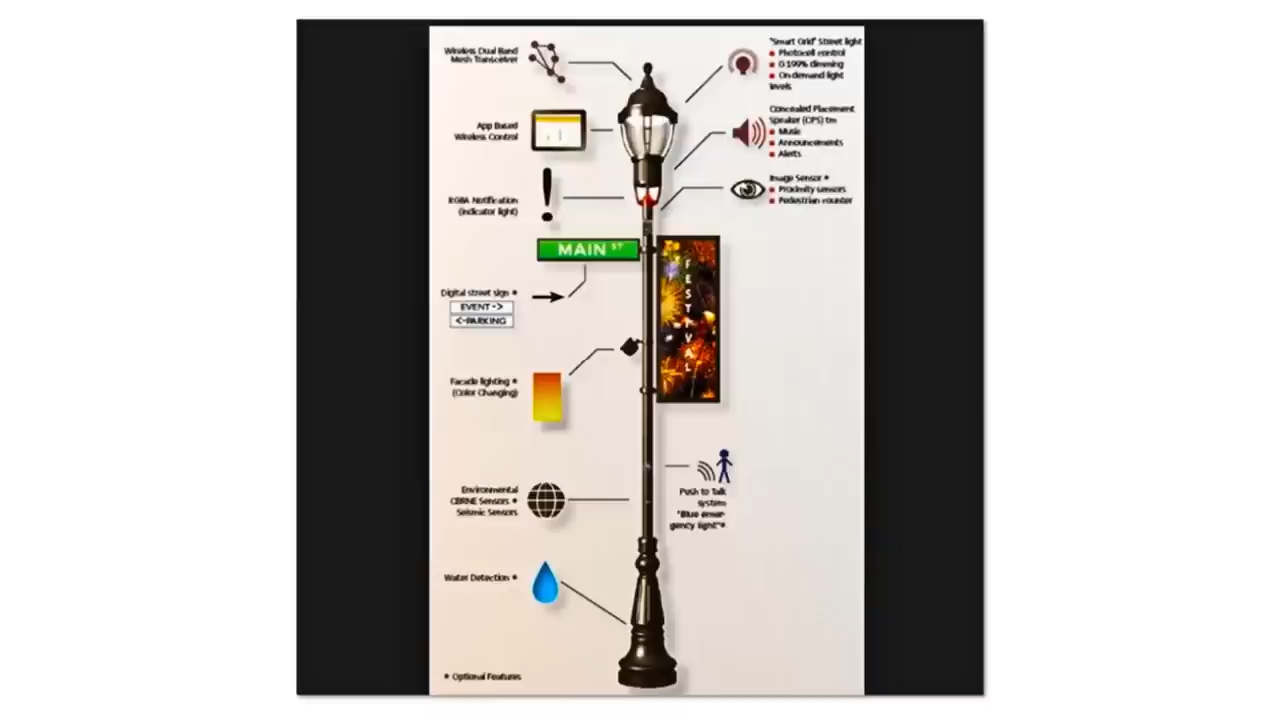 Wireless Dual Band
Mesh Transceiver
App Based
Wireless Control
RGBA Notification
(indicator light)
MAIN ST
Digital street sign *
EVENT ->
<-PARKING
Facade lighting *
(Color Changing)
Environmental
CBRNE Sensors *
Seismic Sensors
Water Detection *
* Optional Features
"Smart Grid" Street light
Photocell control
0.199% dimming
On-demand light
levels
Concealed Placement
Speaker (CPS) tm
Music
Announcements
Alerts
Image Sensor *
Proximity sensors
Pedestrian counter
FESTIVAL
Push to Talk
system
"Blue emer-
gency light"*